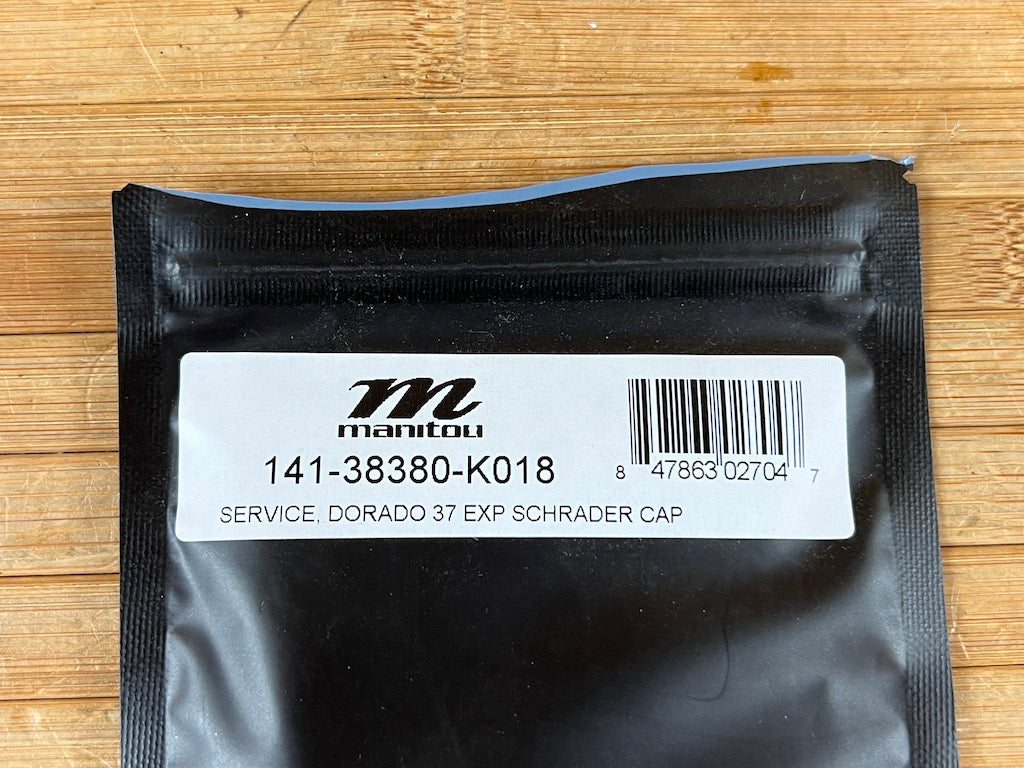 m
manitou
141-38380-K018
8 47863 02704 7
SERVICE, DORADO 37 EXP SCHRADER CAP